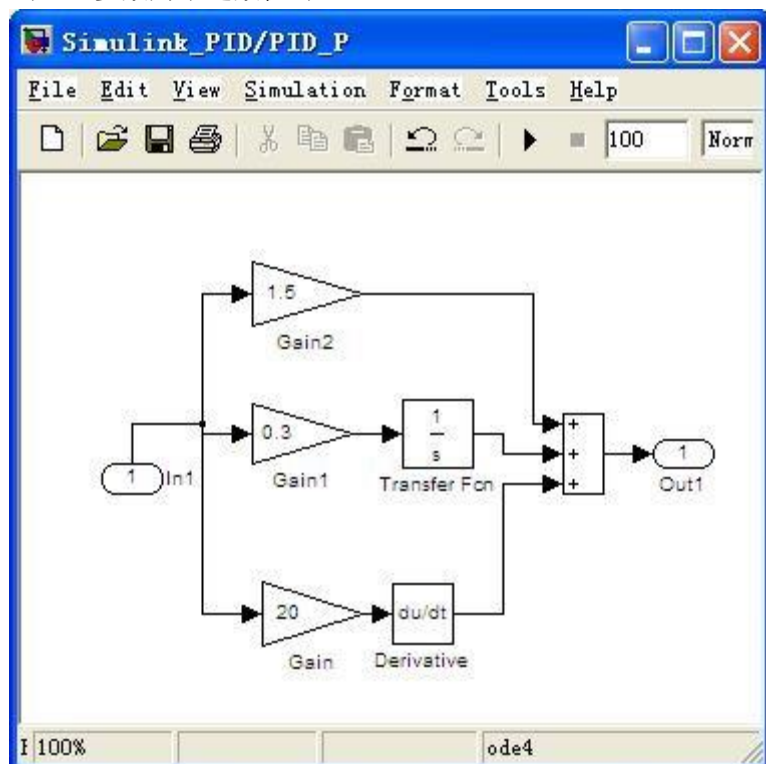 Simulink_PID/PID_P
File Edit View Simulation Format Tools Help
100
1.5
Gain2
0.3
Gain1
1
s
Transfer Fcn
1
In1
+
+
+
1
Out1
20
Gain
du/dt
Derivative
100%
ode4